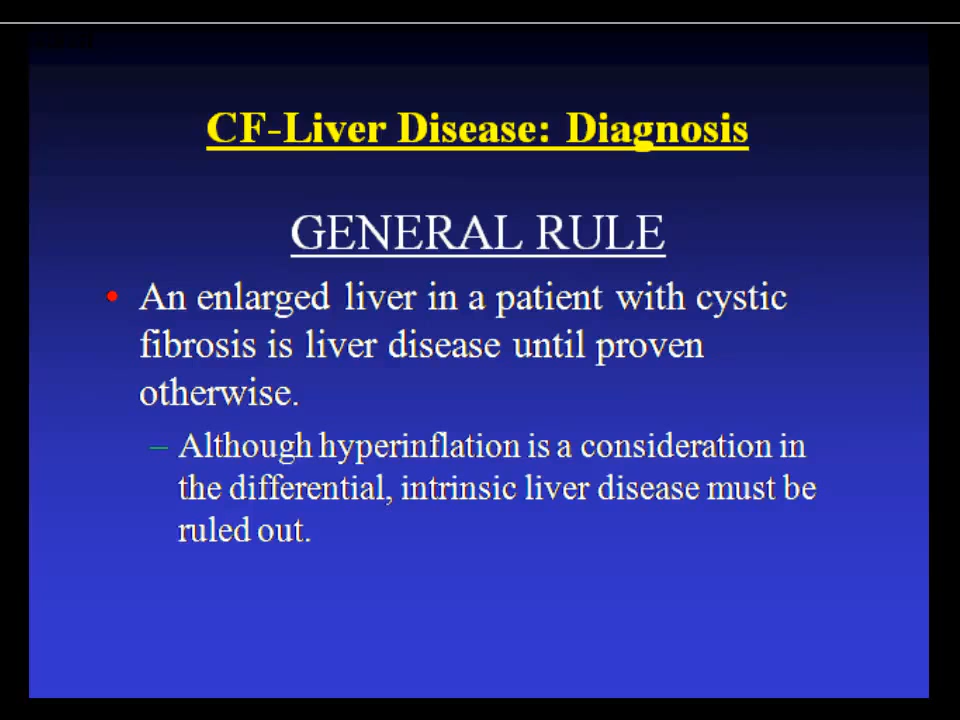 CF-Liver Disease: Diagnosis
GENERAL RULE
• An enlarged liver in a patient with cystic
fibrosis is liver disease until proven
otherwise.
– Although hyperinflation is a consideration in
the differential, intrinsic liver disease must be
ruled out.